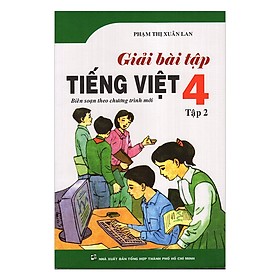 PHẠM THỊ XUÂN LAN
Giải bài tập
TIẾNG VIỆT 4
Biên soạn theo chương trình mới
Tập 2
NHÀ XUẤT BẢN TỔNG HỢP THÀNH PHỐ HỒ CHÍ MINH